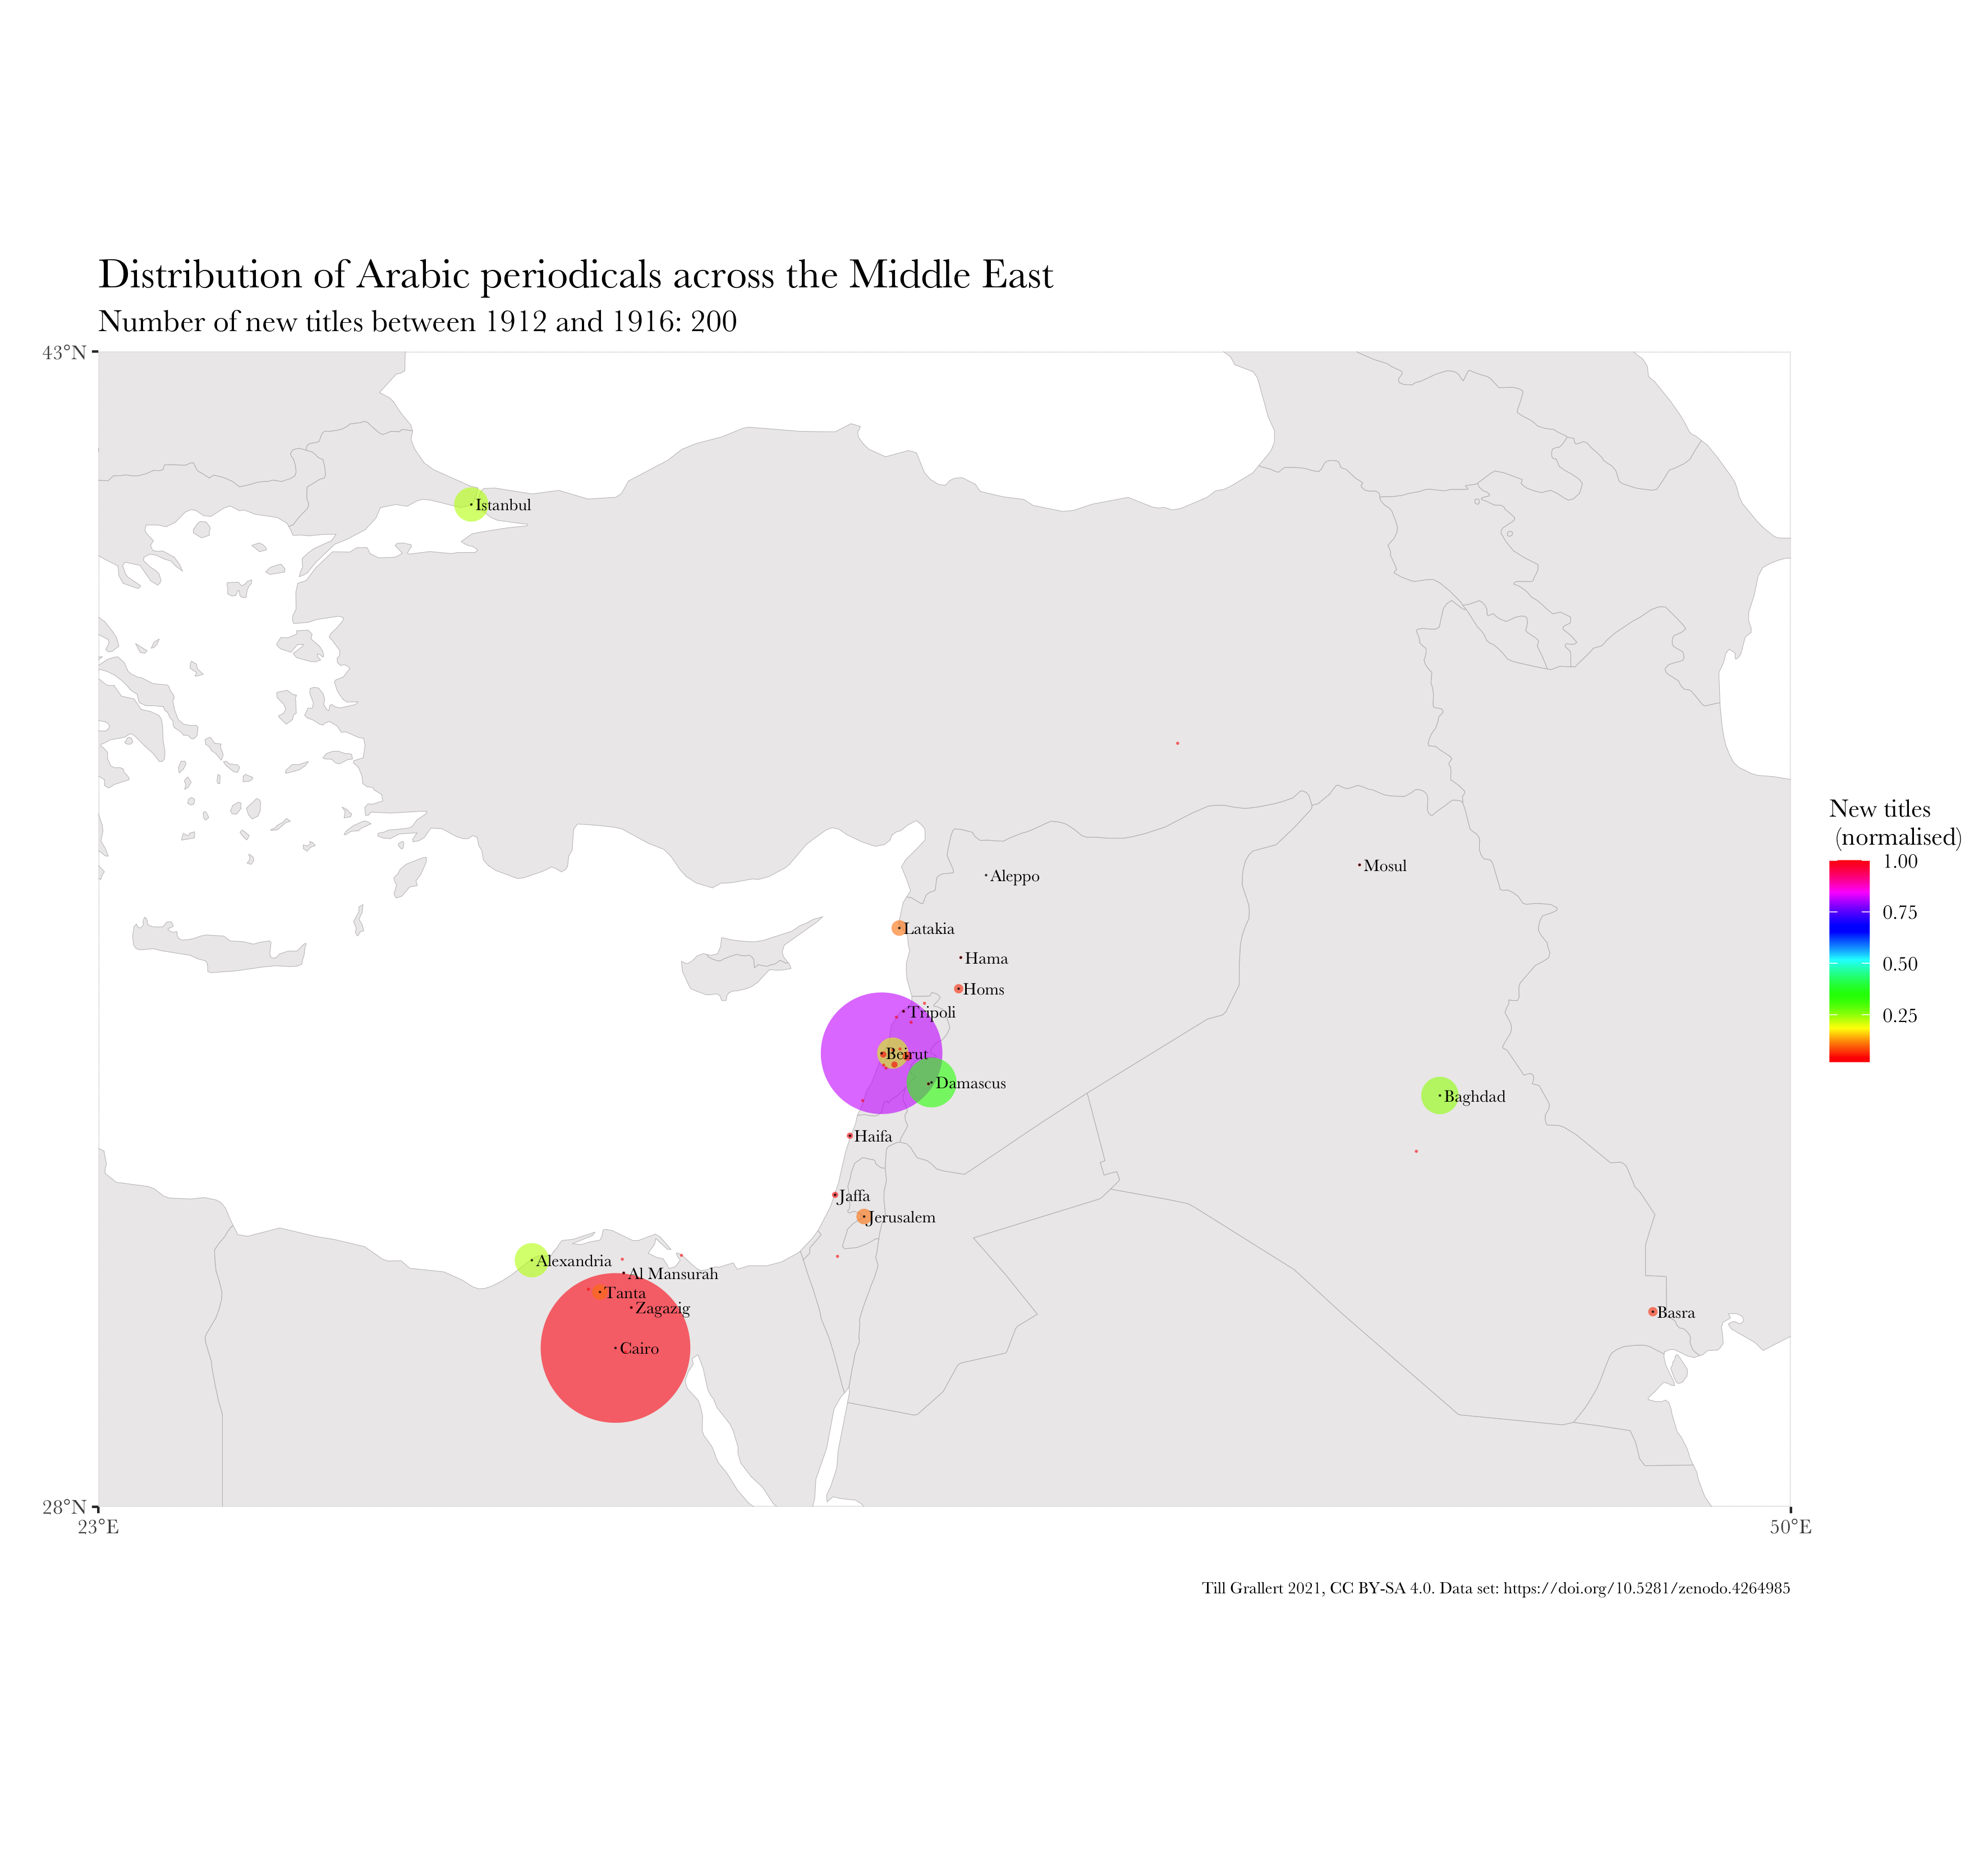 Distribution of Arabic periodicals across the Middle East
Number of new titles between 1912 and 1916: 200
43°N
Istanbul
Mosul
Aleppo
Latakia
Hama
Homs
Tripoli
Beirut
Damascus
Baghdad
Haifa
Jaffa
Jerusalem
Alexandria
Al Mansurah
Tanta
Zagazig
Basra
Cairo
New titles
(normalised)
1.00
0.75
0.50
0.25
28°N
23°E
50°E
Till Grallert 2021, CC BY-SA 4.0. Data set: https://doi.org/10.5281/zenodo.4264985